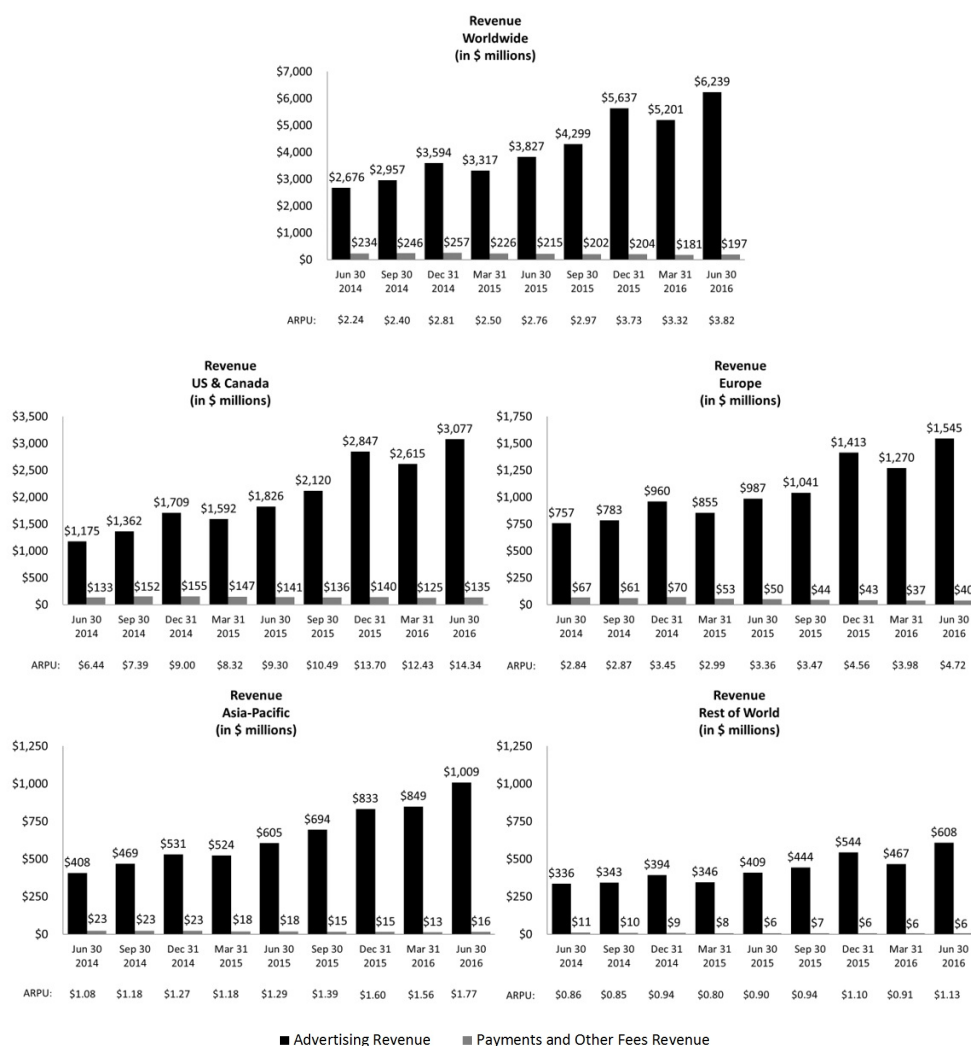 Revenue
Worldwide
(in $ millions)
$7,000
$6,000
$5,000
$4,000
$3,000
$2,000
$1,000
$0
$2,676 $2,957 $3,594 $3,317 $3,827 $4,299 $5,637 $5,201 $6,239
$234 $246 $257 $226 $215 $202 $204 $181 $197
Jun 30 Sep 30 Dec 31 Mar 31 Jun 30 Sep 30 Dec 31 Mar 31 Jun 30
2014 2014 2014 2015 2015 2015 2015 2016 2016
ARPU: $2.24 $2.40 $2.81 $2.50 $2.76 $2.97 $3.73 $3.32 $3.82
Revenue
US & Canada
(in $ millions)
$3,500
$3,000
$2,500
$2,000
$1,500
$1,000
$500
$0
$1,175 $1,362 $1,709 $1,592 $1,826 $2,120 $2,847 $2,615 $3,077
$133 $152 $155 $147 $141 $136 $140 $125 $135
Jun 30 Sep 30 Dec 31 Mar 31 Jun 30 Sep 30 Dec 31 Mar 31 Jun 30
2014 2014 2014 2015 2015 2015 2015 2016 2016
ARPU: $6.44 $7.39 $9.00 $8.32 $9.30 $10.49 $13.70 $12.43 $14.34
Revenue
Europe
(in $ millions)
$1,750
$1,500
$1,250
$1,000
$750
$500
$250
$0
$757 $783 $960 $855 $987 $1,041 $1,413 $1,270 $1,545
$67 $61 $70 $53 $50 $44 $43 $37 $40
Jun 30 Sep 30 Dec 31 Mar 31 Jun 30 Sep 30 Dec 31 Mar 31 Jun 30
2014 2014 2014 2015 2015 2015 2015 2016 2016
ARPU: $2.84 $2.87 $3.45 $2.99 $3.36 $3.47 $4.56 $3.98 $4.72
Revenue
Asia-Pacific
(in $ millions)
$1,250
$1,000
$750
$500
$250
$0
$408 $469 $531 $524 $605 $694 $833 $849 $1,009
$23 $23 $23 $18 $18 $15 $15 $13 $16
Jun 30 Sep 30 Dec 31 Mar 31 Jun 30 Sep 30 Dec 31 Mar 31 Jun 30
2014 2014 2014 2015 2015 2015 2015 2016 2016
ARPU: $1.08 $1.18 $1.27 $1.18 $1.29 $1.39 $1.60 $1.56 $1.77
Revenue
Rest of World
(in $ millions)
$1,250
$1,000
$750
$500
$250
$0
$336 $343 $394 $346 $409 $444 $544 $467 $608
$11 $10 $9 $8 $6 $7 $6 $6 $6
Jun 30 Sep 30 Dec 31 Mar 31 Jun 30 Sep 30 Dec 31 Mar 31 Jun 30
2014 2014 2014 2015 2015 2015 2015 2016 2016
ARPU: $0.86 $0.85 $0.94 $0.80 $0.90 $0.94 $1.10 $0.91 $1.13
Advertising Revenue Payments and Other Fees Revenue